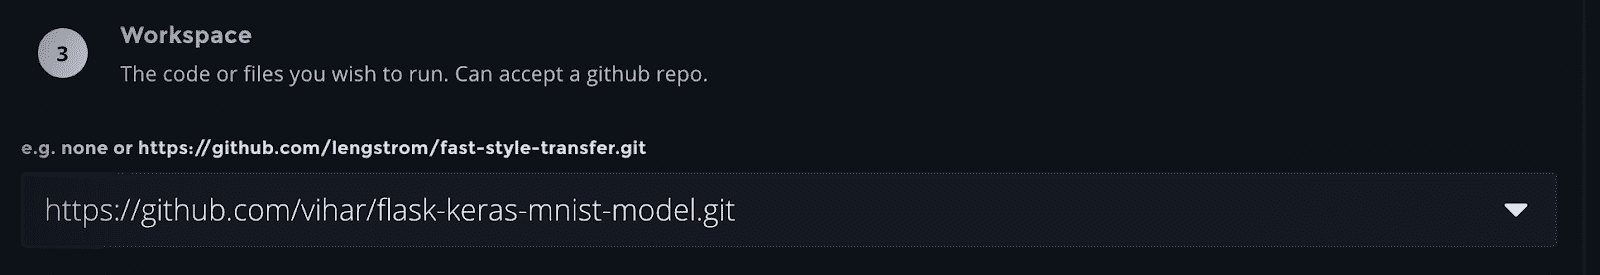 3
Workspace
The code or files you wish to run. Can accept a github repo.
e.g. none or https://github.com/lengstrom/fast-style-transfer.git
https://github.com/vihar/flask-keras-mnist-model.git